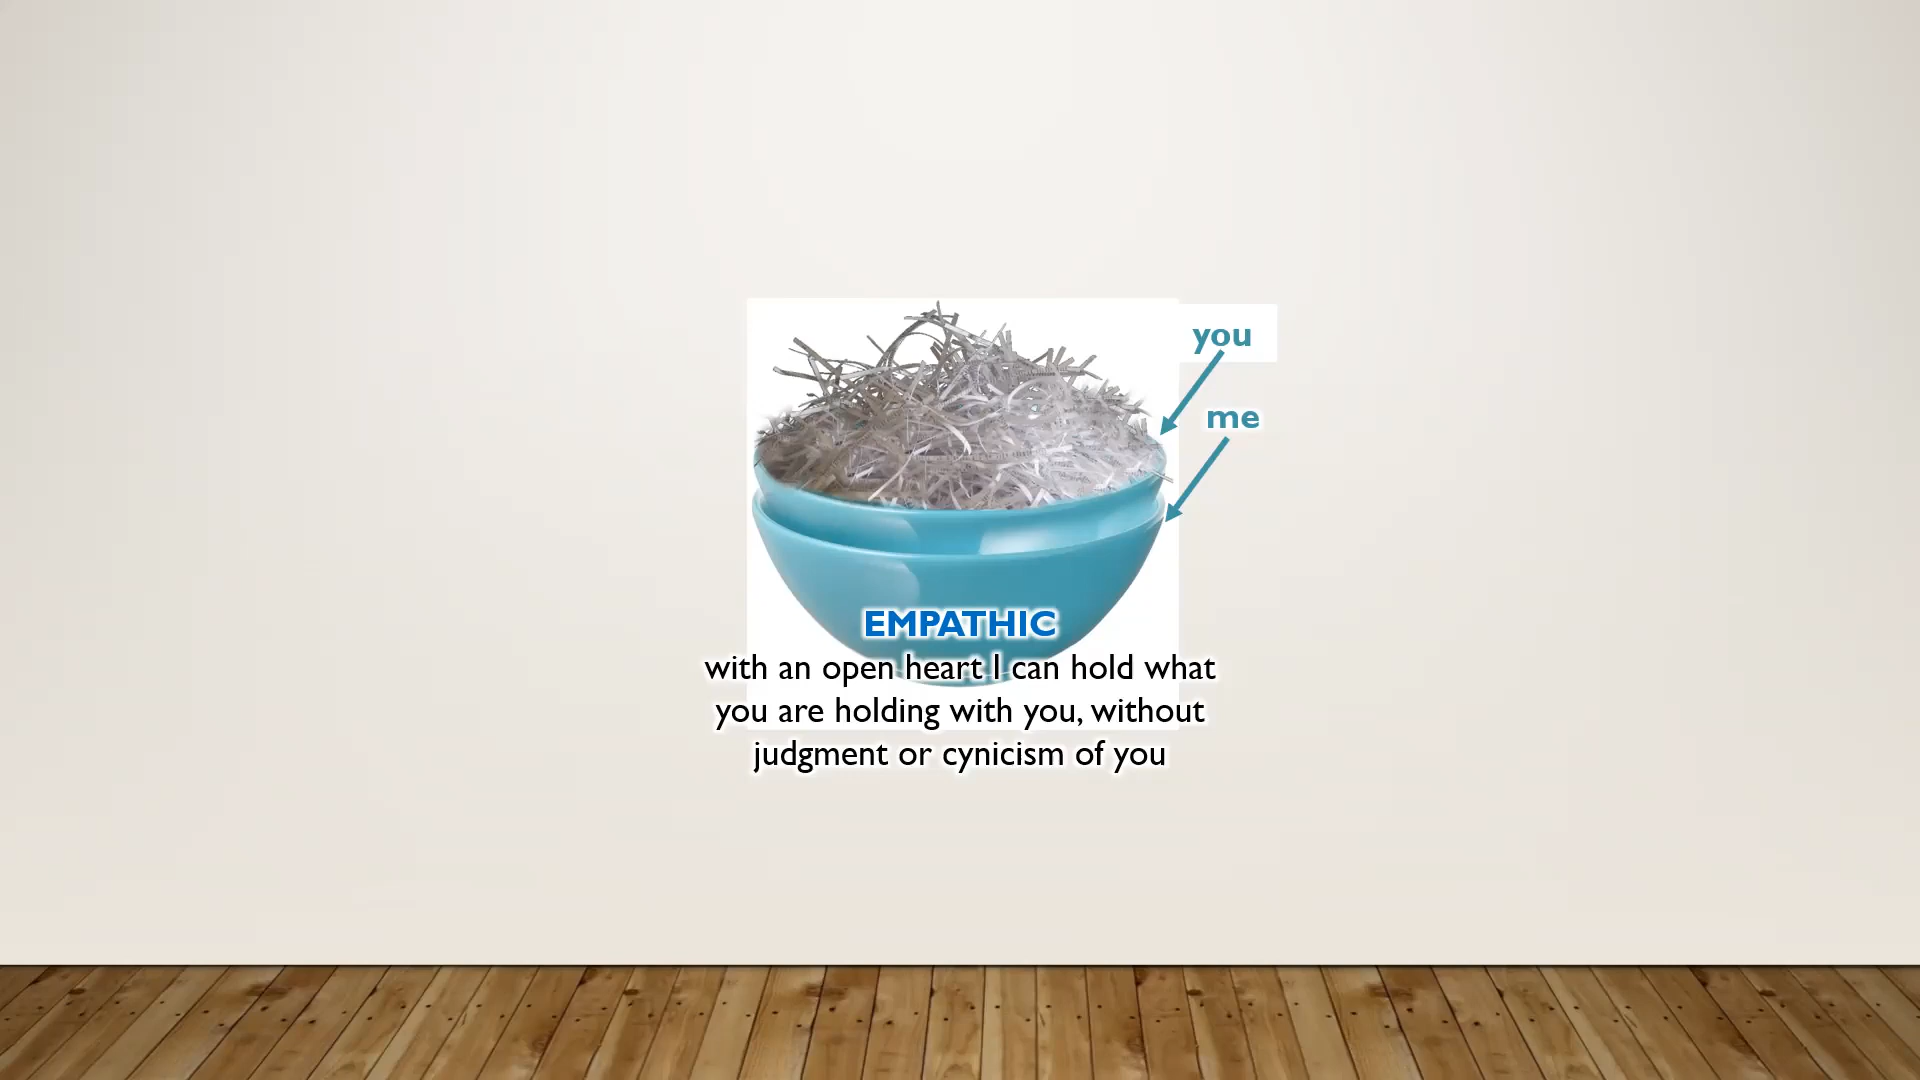 you
me
EMPATHIC
with an open heart I can hold what
you are holding with you, without
judgment or cynicism of you